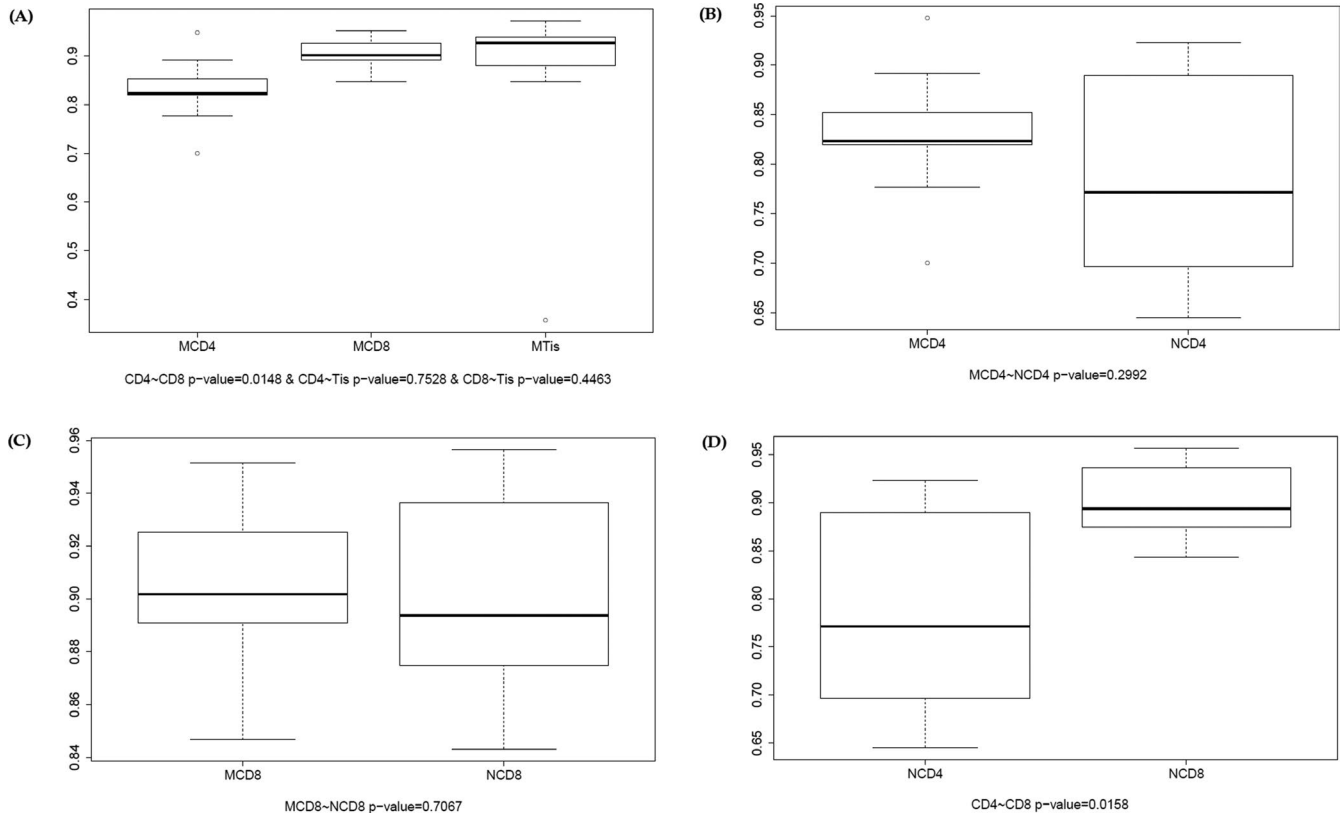 (A)
0.9
0.8
0.7
0.6
0.5
0.4
MCD4 MCD8 MTis
CD4~CD8 p-value=0.0148 & CD4~Tis p-value=0.7528 & CD8~Tis p-value=0.4463
(B)
0.95
0.90
0.85
0.80
0.75
0.70
0.65
MCD4 NCD4
MCD4~NCD4 p-value=0.2992
(C)
0.96
0.94
0.92
0.90
0.88
0.86
0.84
MCD8 NCD8
MCD8~NCD8 p-value=0.7067
(D)
0.95
0.90
0.85
0.80
0.75
0.70
0.65
NCD4 NCD8
CD4~CD8 p-value=0.0158